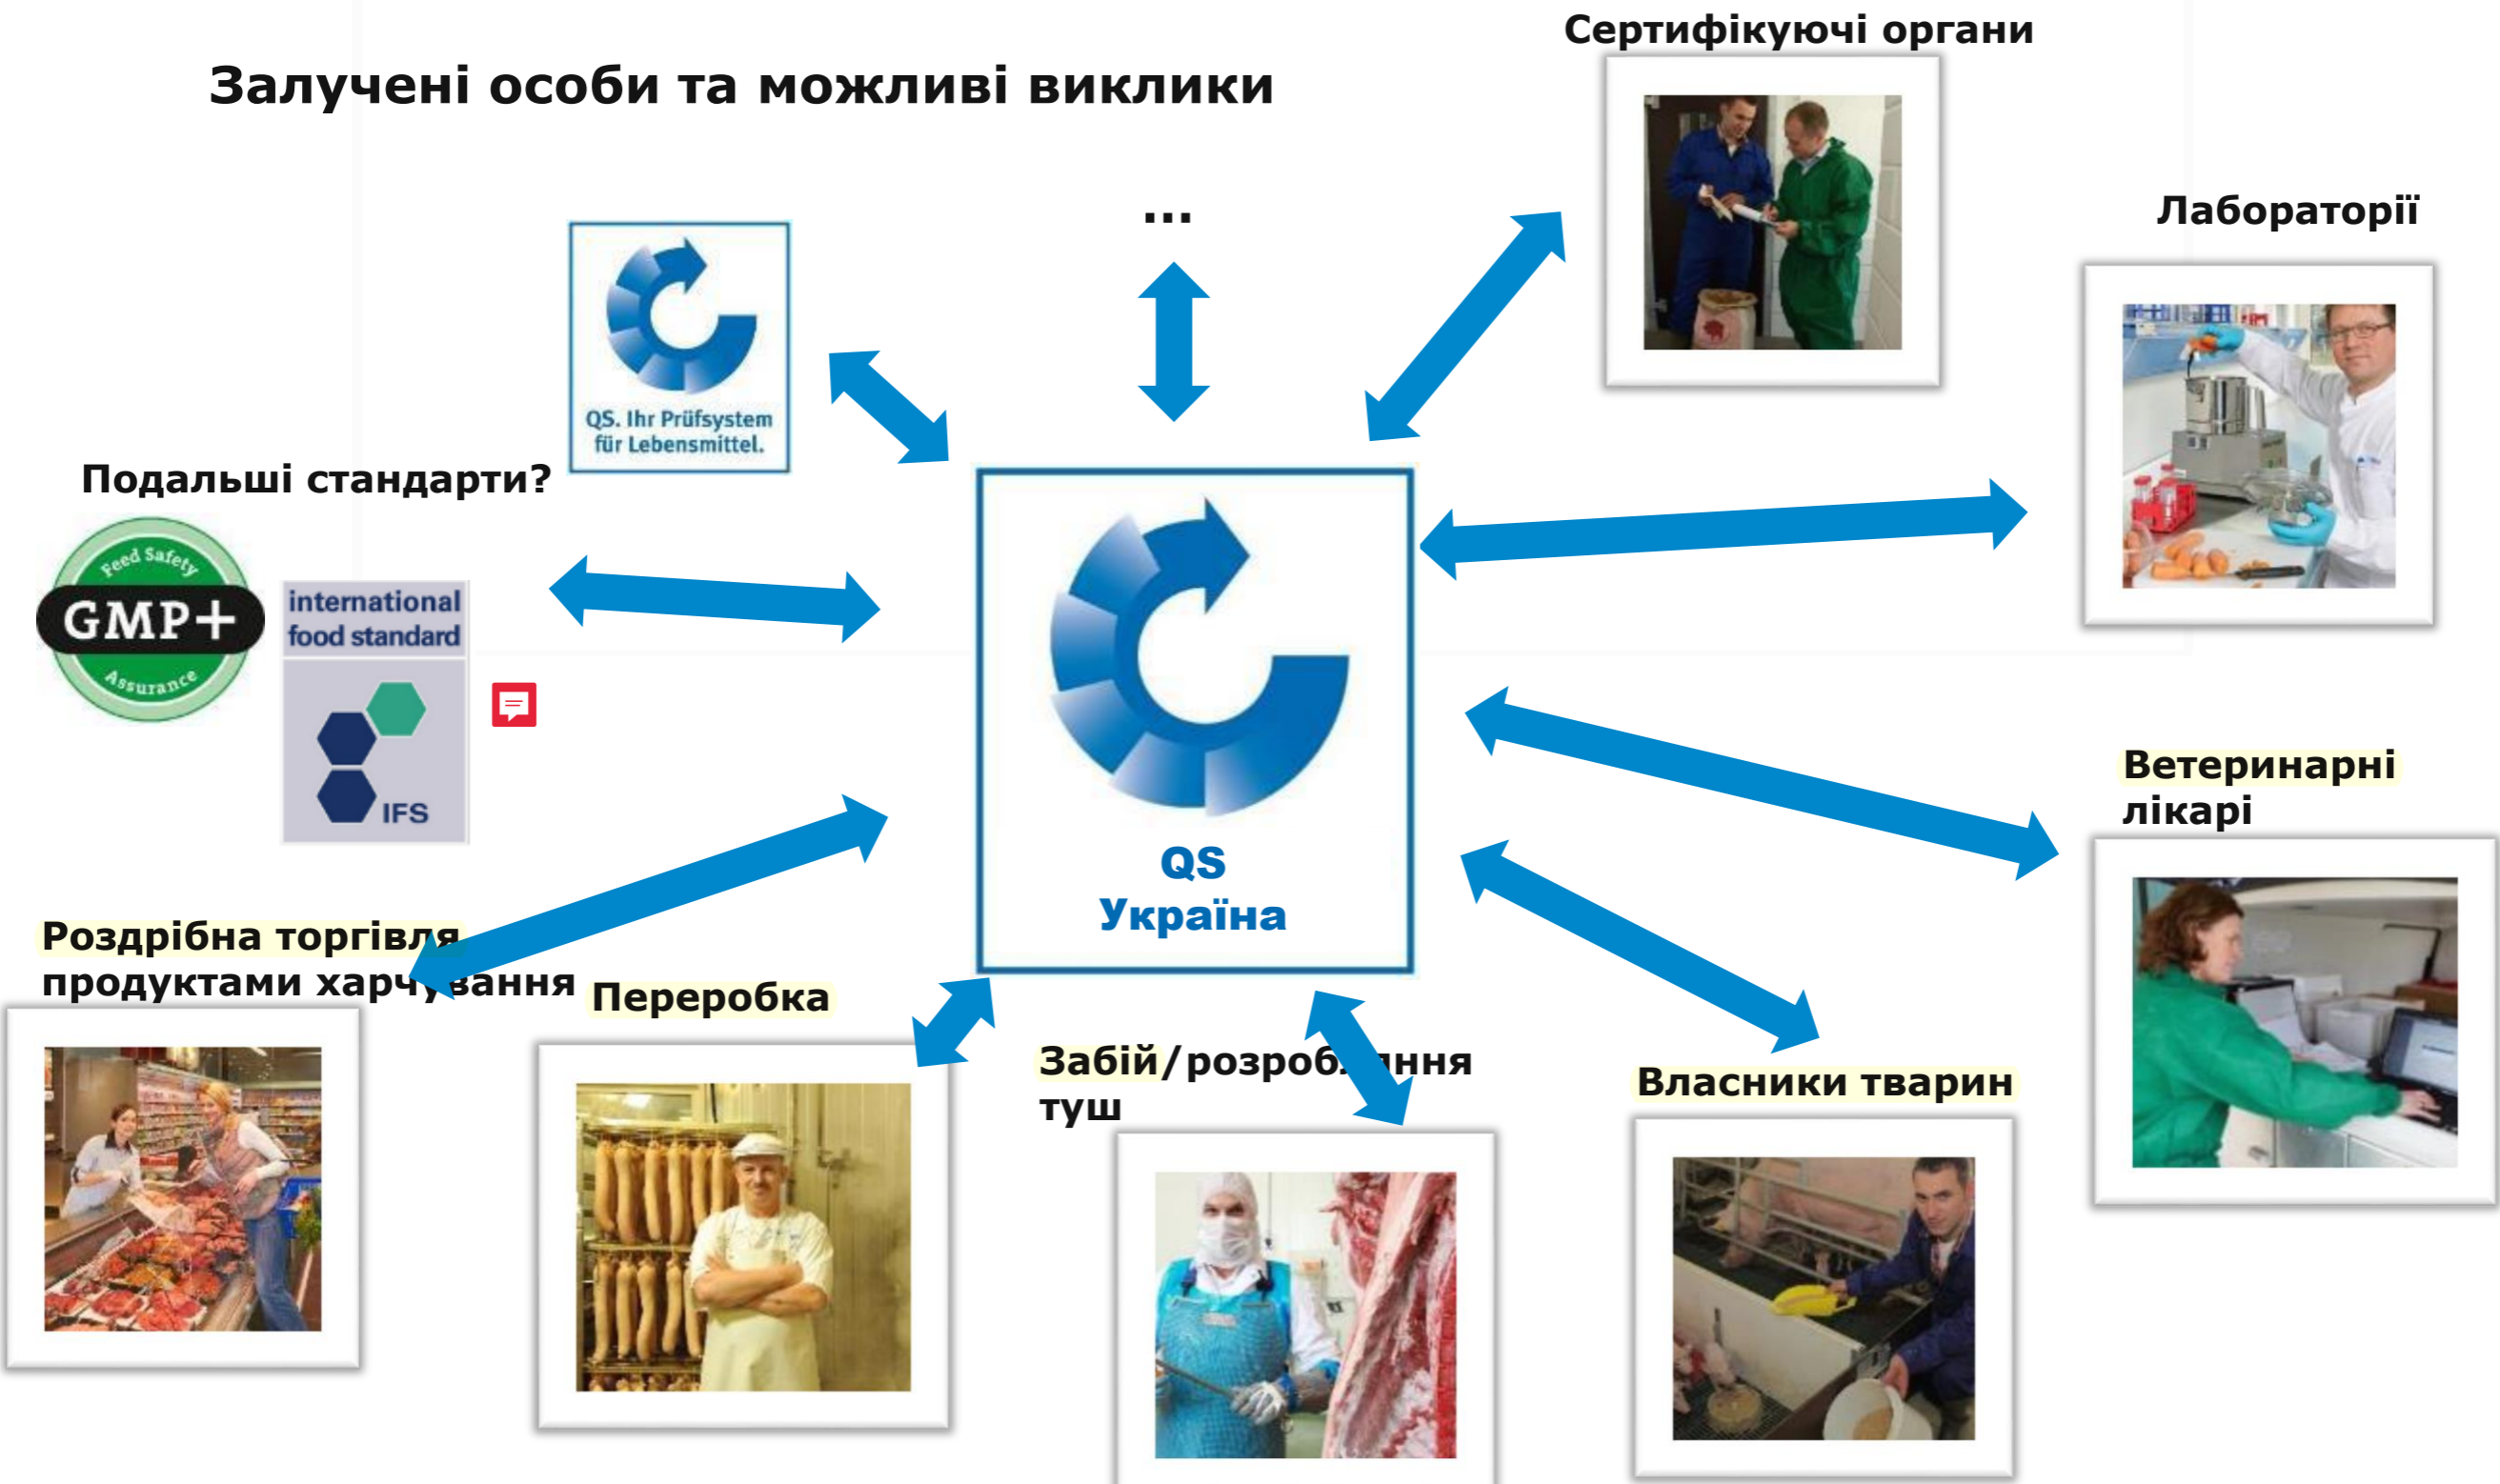 Сертифікуючі органи
Залучені особи та можливі виклики
...
Лабораторії
QS. Ihr Prüfsystem
für Lebensmittel.
Подальші стандарти?
Feed Safety
GMP+
Assurance
international
food standard
IFS
QS
Україна
Ветеринарні
лікарі
Роздрібна торгівля
продуктами харчування
Переробка
Забій/розробляння
туш
Власники тварин